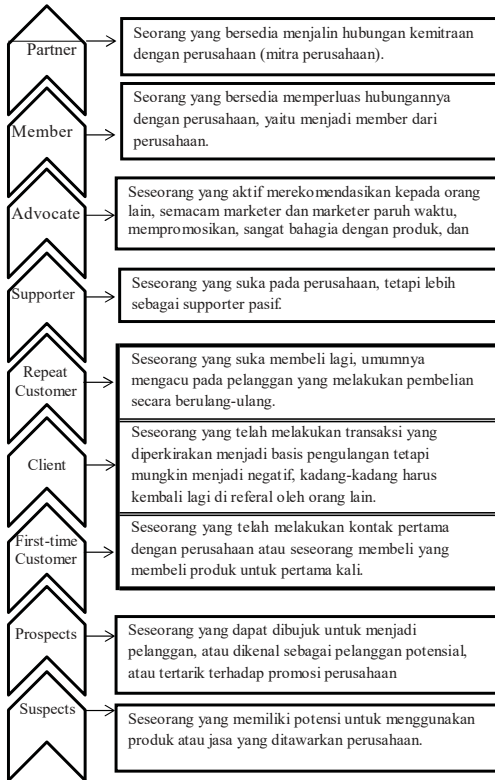 Partner
Seorang yang bersedia menjalin hubungan kemitraan
dengan perusahaan (mitra perusahaan).
Member
Seorang yang bersedia memperluas hubungannya
dengan perusahaan, yaitu menjadi member dari
perusahaan.
Advocate
Seseorang yang aktif merekomendasikan kepada orang
lain, semacam marketer dan marketer paruh waktu,
mempromosikan, sangat bahagia dengan produk, dan
Supporter
Seseorang yang suka pada perusahaan, tetapi lebih
sebagai supporter pasif.
Repeat
Customer
Seseorang yang suka membeli lagi, umumnya
mengacu pada pelanggan yang melakukan pembelian
secara berulang-ulang.
Client
Seseorang yang telah melakukan transaksi yang
diperkirakan menjadi basis pengulangan tetapi
mungkin menjadi negatif, kadang-kadang harus
kembali lagi di referal oleh orang lain.
First-time
Customer
Seseorang yang telah melakukan kontak pertama
dengan perusahaan atau seseorang membeli yang
membeli produk untuk pertama kali.
Prospects
Seseorang yang dapat dibujuk untuk menjadi
pelanggan, atau dikenal sebagai pelanggan potensial,
atau tertarik terhadap promosi perusahaan
Suspects
Seseorang yang memiliki potensi untuk menggunakan
produk atau jasa yang ditawarkan perusahaan.